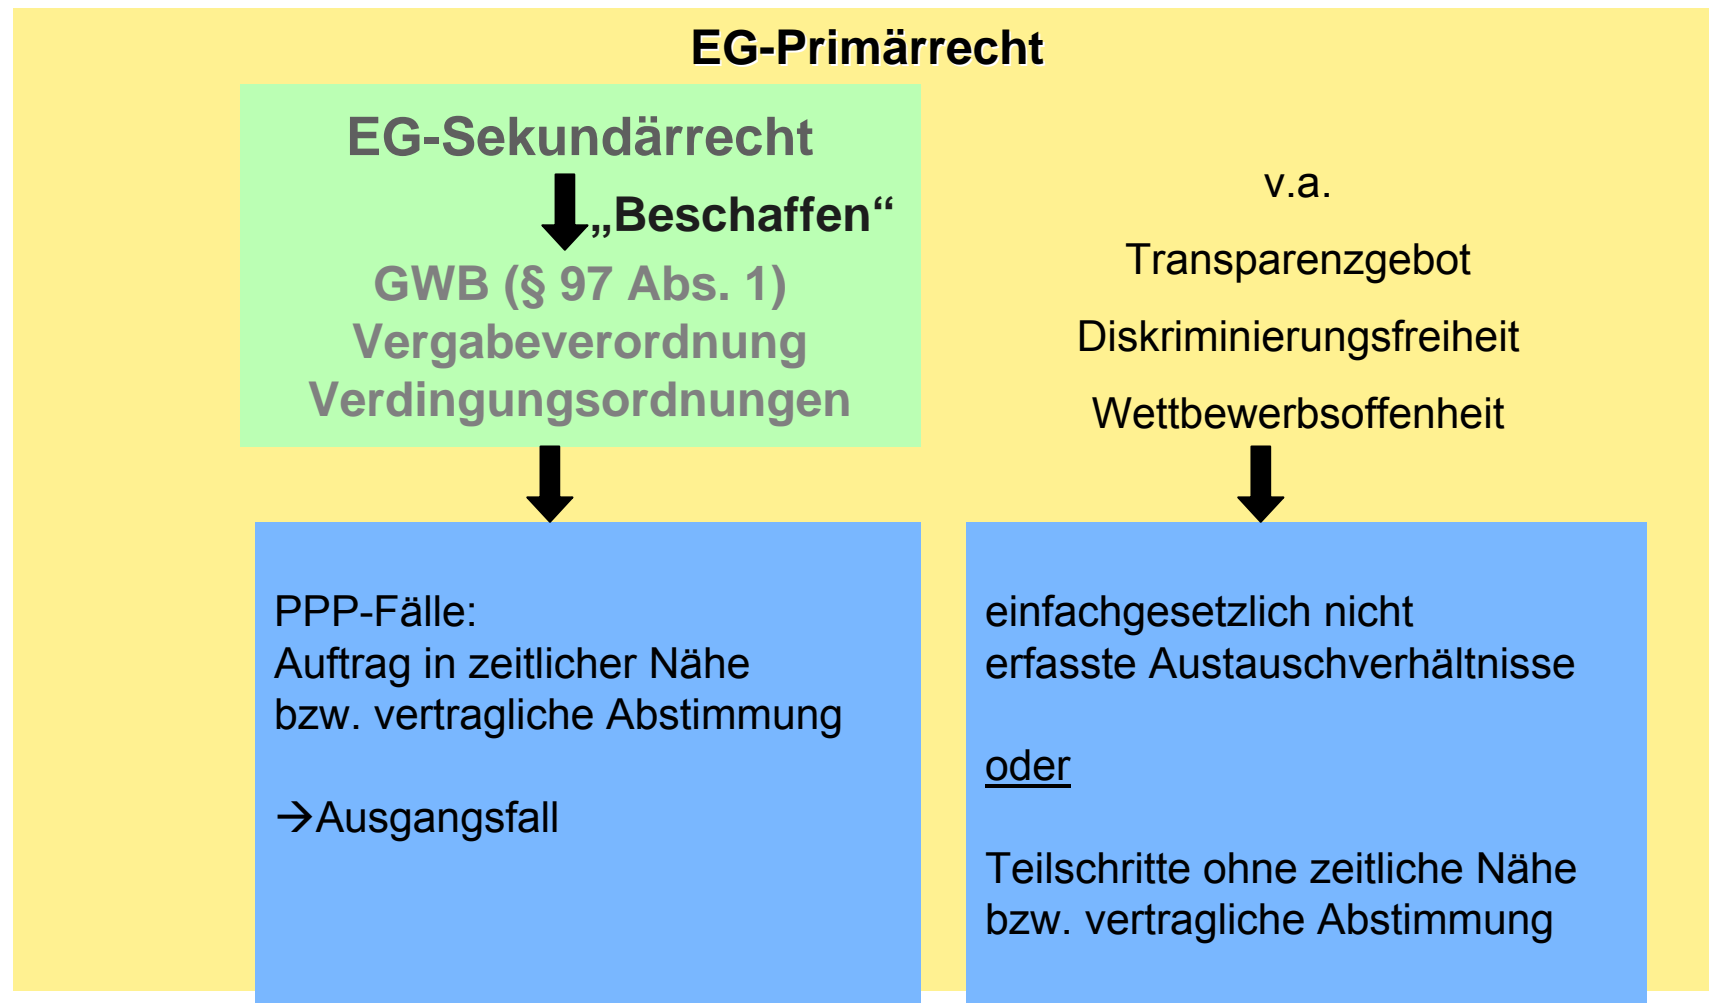 EG-Primärrecht
EG-Sekundärrecht
„Beschaffen“
GWB (§ 97 Abs. 1)
Vergabeverordnung
Verdingungsordnungen
v.a.
Transparenzgebot
Diskriminierungsfreiheit
Wettbewerbsoffenheit
PPP-Fälle:
Auftrag in zeitlicher Nähe
bzw. vertragliche Abstimmung
→Ausgangsfall
einfachgesetzlich nicht
erfasste Austauschverhältnisse
oder
Teilschritte ohne zeitliche Nähe
bzw. vertragliche Abstimmung